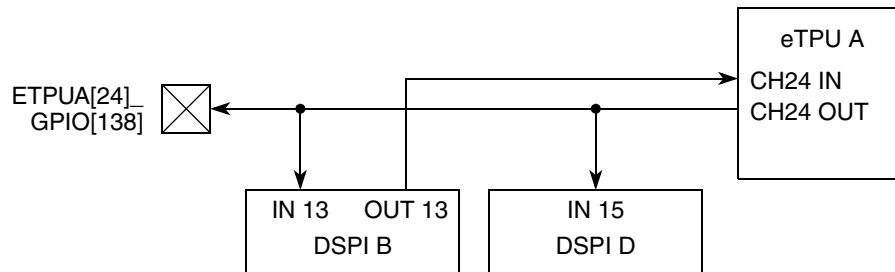 eTPU A
ETPUA[24]_
GPIO[138]
CH24 IN
CH24 OUT
IN 13 OUT 13
DSPI B
IN 15
DSPI D